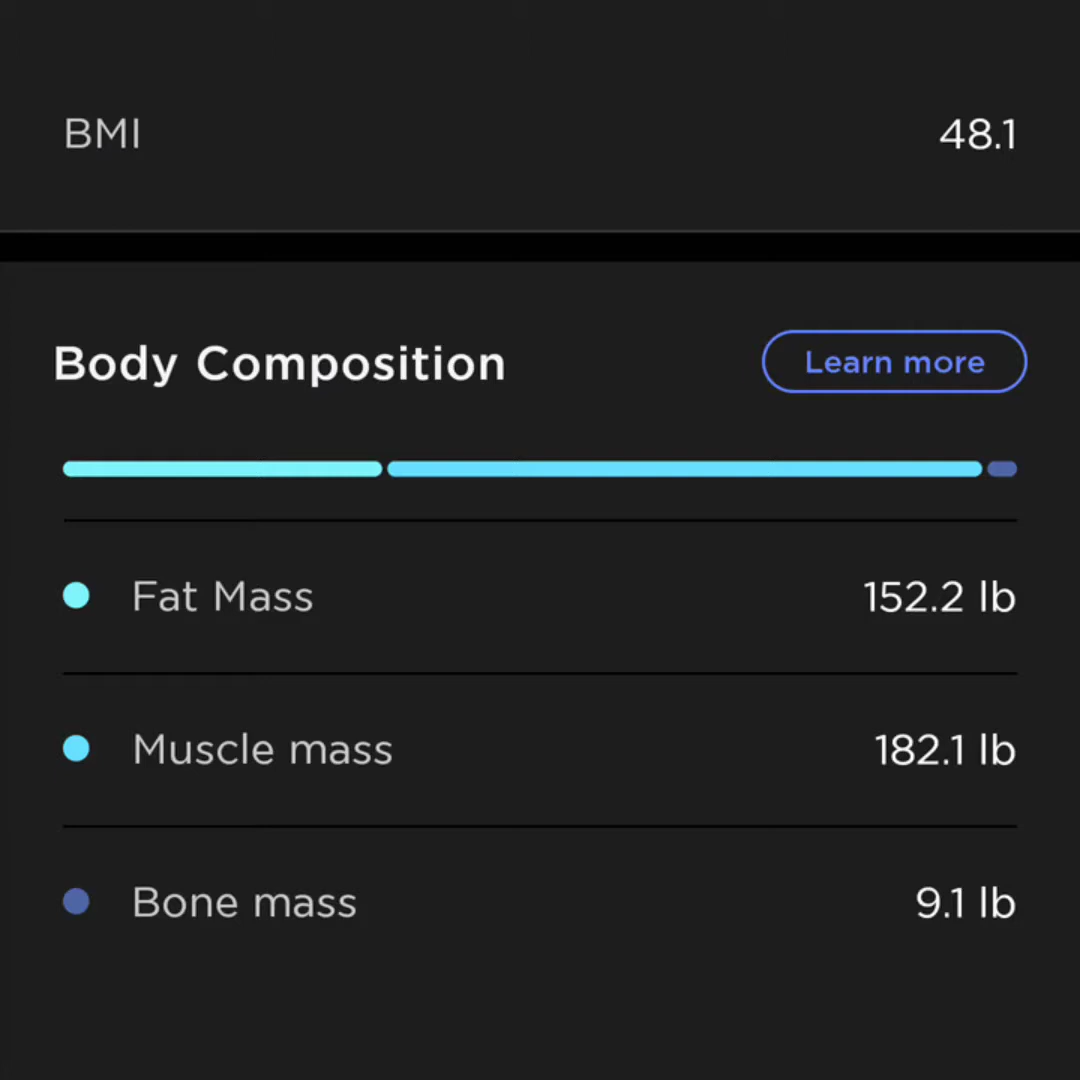 BMI 48.1
Body Composition Learn more
Fat Mass 152.2 lb
Muscle mass 182.1 lb
Bone mass 9.1 lb